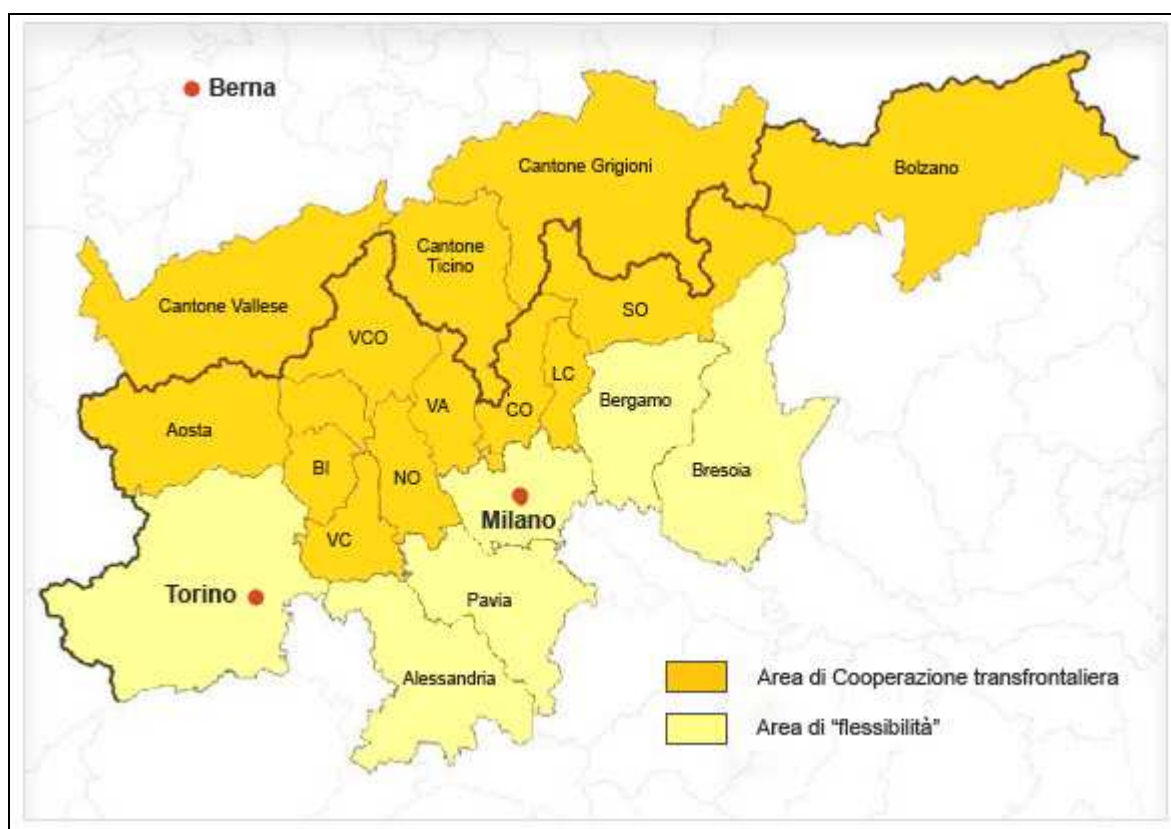 Berna
Cantone Grigioni
Bolzano
Cantone
Ticino
Cantone Vallese
SO
VCO
LC
VA
CO
Bergamo
Aosta
BI
NO
Bresoia
Milano
VC
Torino
Pavia
Alessandria
Area di Cooperazione transfrontaliera
Area di "flessibilità"